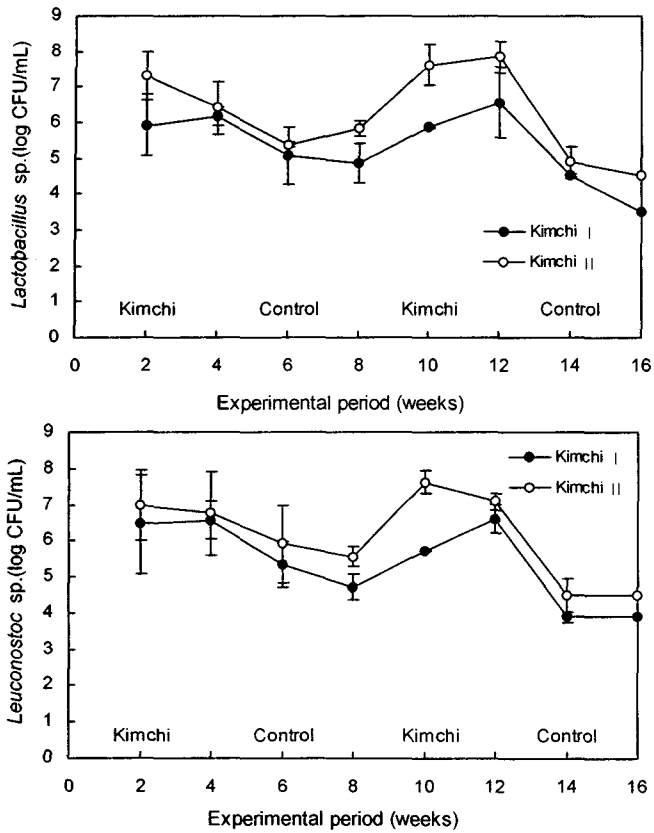 9
8
7
6
5
4
3
2
1
0
Lactobacillus sp.(log CFU/mL)
Kimchi I
Kimchi II
Kimchi Control Kimchi Control
0 2 4 6 8 10 12 14 16
Experimental period (weeks)
9
8
7
6
5
4
3
2
1
0
Leuconostoc sp.(log CFU/mL)
Kimchi I
Kimchi II
Kimchi Control Kimchi Control
0 2 4 6 8 10 12 14 16
Experimental period (weeks)